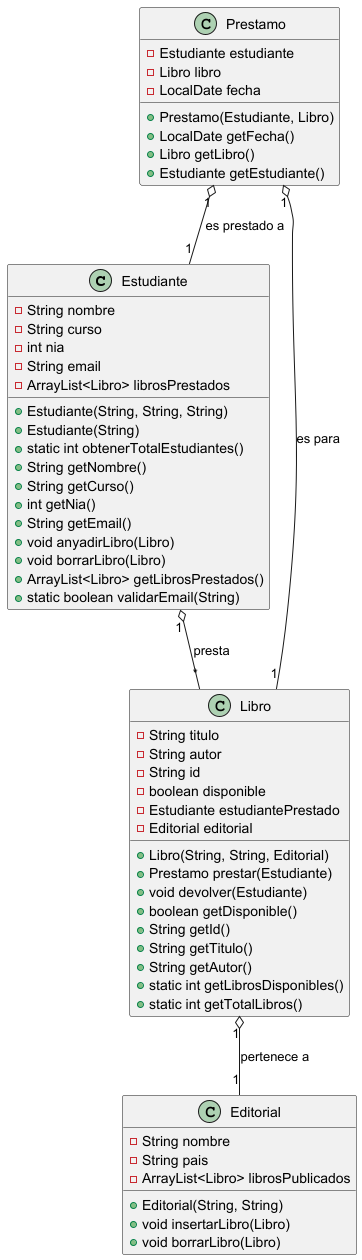 C Prestamo
Estudiante estudiante
Libro libro
LocalDate fecha
Prestamo(Estudiante, Libro)
LocalDate getFecha()
Libro getLibro()
Estudiante getEstudiante()
1 1
es prestado a
1
C Estudiante
String nombre
String curso
int nia
String email
ArrayList<Libro> librosPrestados
Estudiante(String, String, String)
Estudiante(String)
static int obtenerTotalEstudiantes()
String getNombre()
String getCurso()
int getNia()
String getEmail()
void anyadirLibro(Libro)
void borrarLibro(Libro)
ArrayList<Libro> getLibrosPrestados()
static boolean validarEmail(String)
es para
1
presta
* 1
C Libro
String titulo
String autor
String id
boolean disponible
Estudiante estudiantePrestado
Editorial editorial
Libro(String, String, Editorial)
Prestamo prestar(Estudiante)
void devolver(Estudiante)
boolean getDisponible()
String getId()
String getTitulo()
String getAutor()
static int getLibrosDisponibles()
static int getTotalLibros()
1
pertenece a
1
C Editorial
String nombre
String pais
ArrayList<Libro> librosPublicados
Editorial(String, String)
void insertarLibro(Libro)
void borrarLibro(Libro)